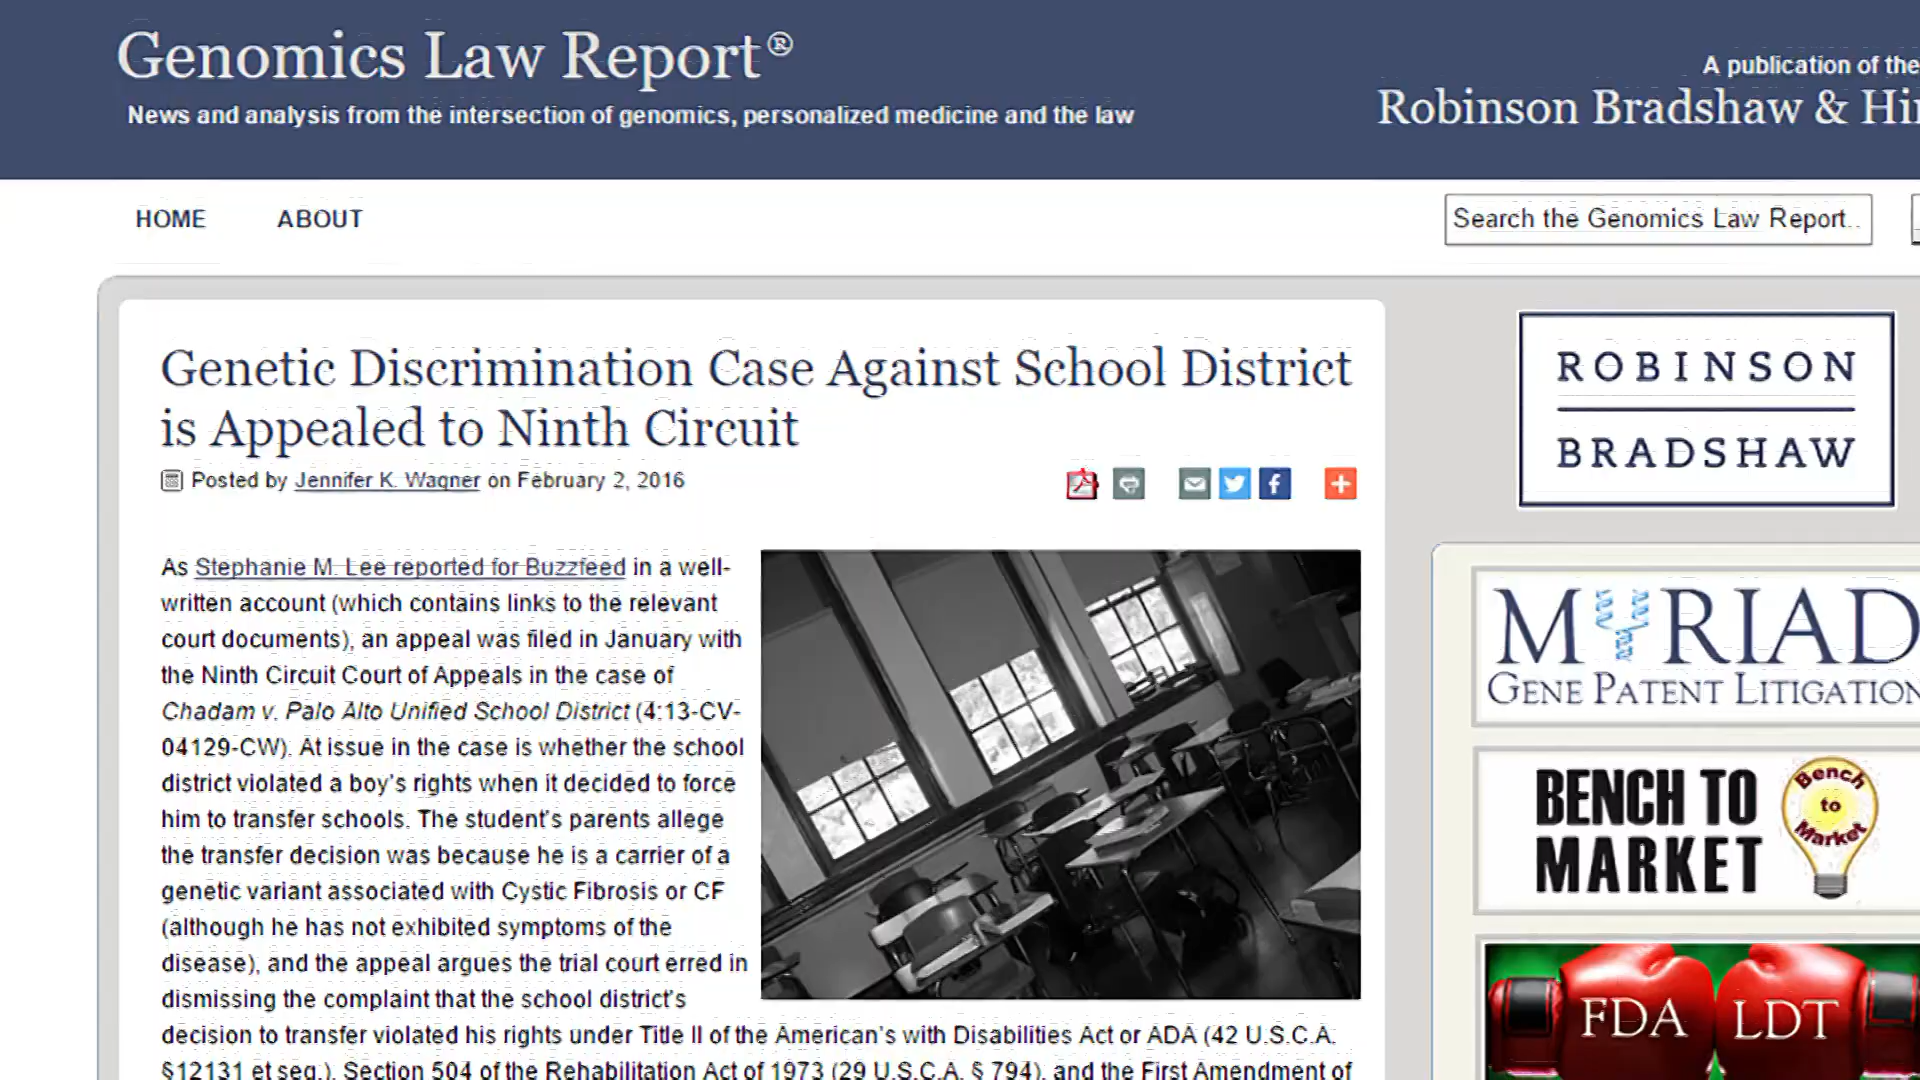 Genomics Law Report®
News and analysis from the intersection of genomics, personalized medicine and the law
A publication of the
Robinson Bradshaw &
HOME ABOUT
Search the Genomics Law Report..
Genetic Discrimination Case Against School District
is Appealed to Ninth Circuit
Posted by Jennifer K. Wagner on February 2, 2016
As Stephanie M. Lee reported for Buzzfeed in a well-
written account (which contains links to the relevant
court documents), an appeal was filed in January with
the Ninth Circuit Court of Appeals in the case of
Chadam v. Palo Alto Unified School District (4:13-CV-
04129-CW). At issue in the case is whether the school
district violated a boy's rights when it decided to force
him to transfer schools. The student's parents allege
the transfer decision was because he is a carrier of a
genetic variant associated with Cystic Fibrosis or CF
(although he has not exhibited symptoms of the
disease), and the appeal argues the trial court erred in
dismissing the complaint that the school district's
decision to transfer violated his rights under Title II of the American's with Disabilities Act or ADA (42 U.S.C.A.
§12131 et seq.), Section 504 of the Rehabilitation Act of 1973 (29 U.S.C.A. § 794), and the First Amendment of
ROBINSON
BRADSHAW
MYRIAD
GENE PATENT LITIGATION
BENCH TO
MARKET
Bench
to
Market
FDA LDT